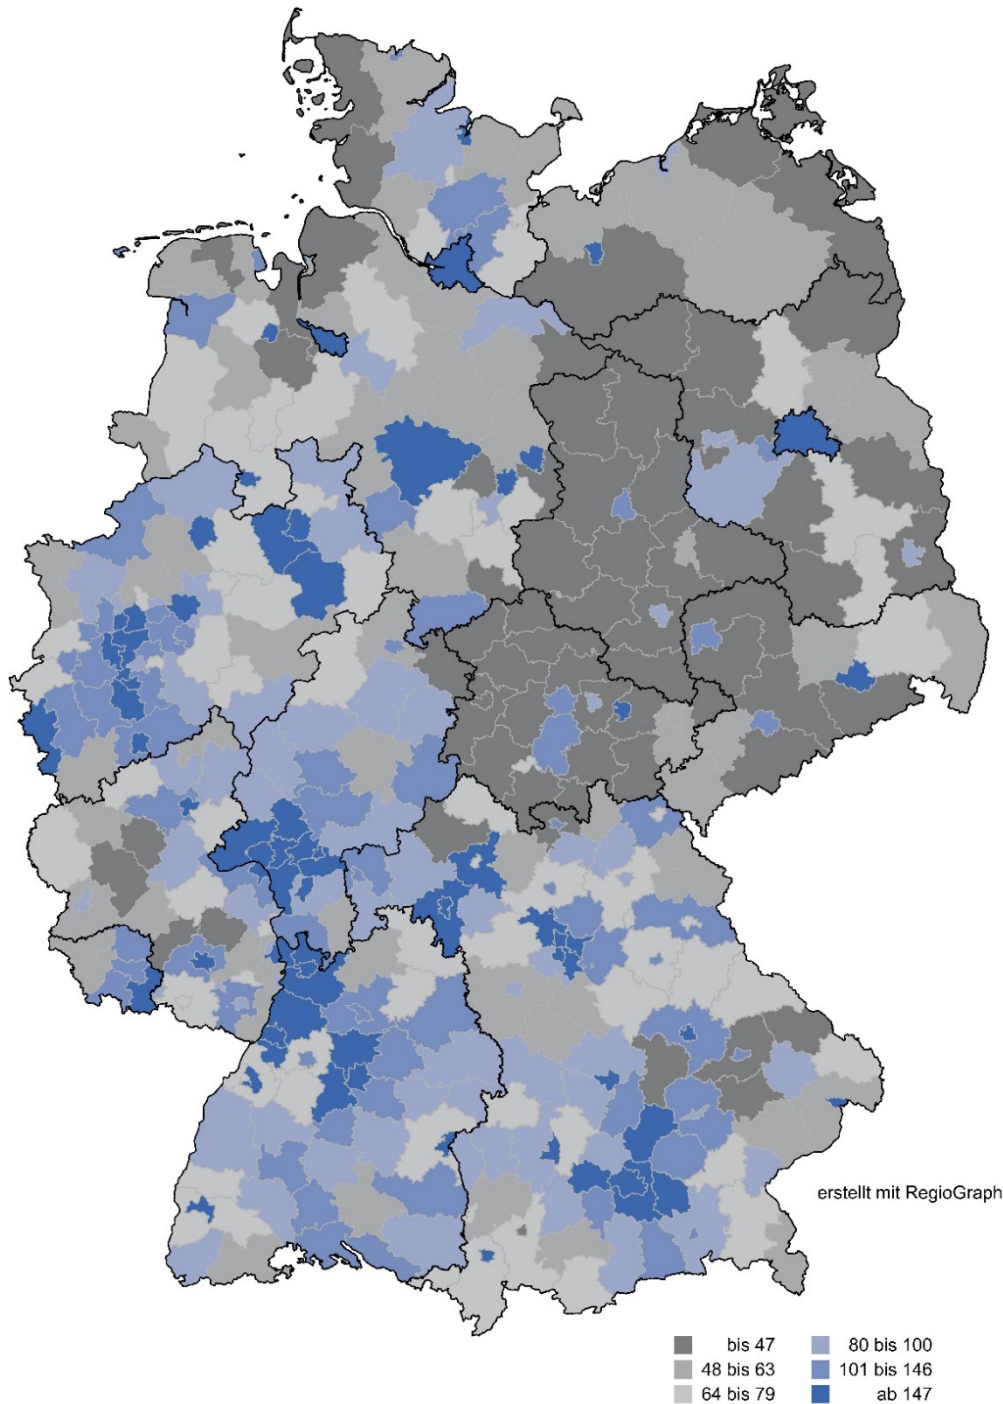 erstellt mit RegioGraph
bis 47
80 bis 100
48 bis 63
101 bis 146
64 bis 79
ab 147